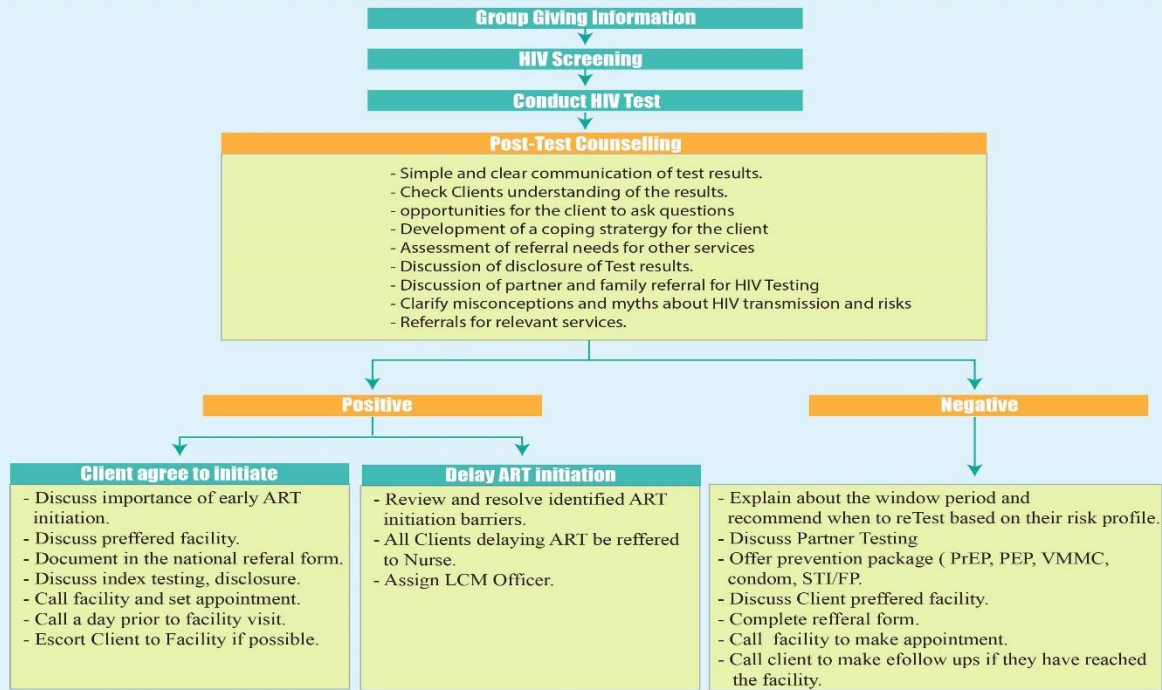 Group Giving Information
HIV Screening
Conduct HIV Test
Post-Test Counselling
- Simple and clear communication of test results.
- Check Clients understanding of the results.
- opportunities for the client to ask questions
- Development of a coping stratergy for the client
- Assessment of referral needs for other services
- Discussion of disclosure of Test results.
- Discussion of partner and family referral for HIV Testing
- Clarify misconceptions and myths about HIV transmission and risks
- Referrals for relevant services.
Positive
Negative
Client agree to initiate
- Discuss importance of early ART
initiation.
- Discuss preffered facility.
- Document in the national referal form.
- Discuss index testing, disclosure.
- Call facility and set appointment.
- Call a day prior to facility visit.
- Escort Client to Facility if possible.
Delay ART initiation
- Review and resolve identified ART
initiation barriers.
- All Clients delaying ART be reffered
to Nurse.
- Assign LCM Officer.
- Explain about the window period and
recommend when to reTest based on their risk profile.
- Discuss Partner Testing
- Offer prevention package ( PrEP, PEP, VMMC,
condom, STI/FP.
- Discuss Client preffered facility.
- Complete refferal form.
- Call facility to make appointment.
- Call client to make efollow ups if they have reached
the facility.